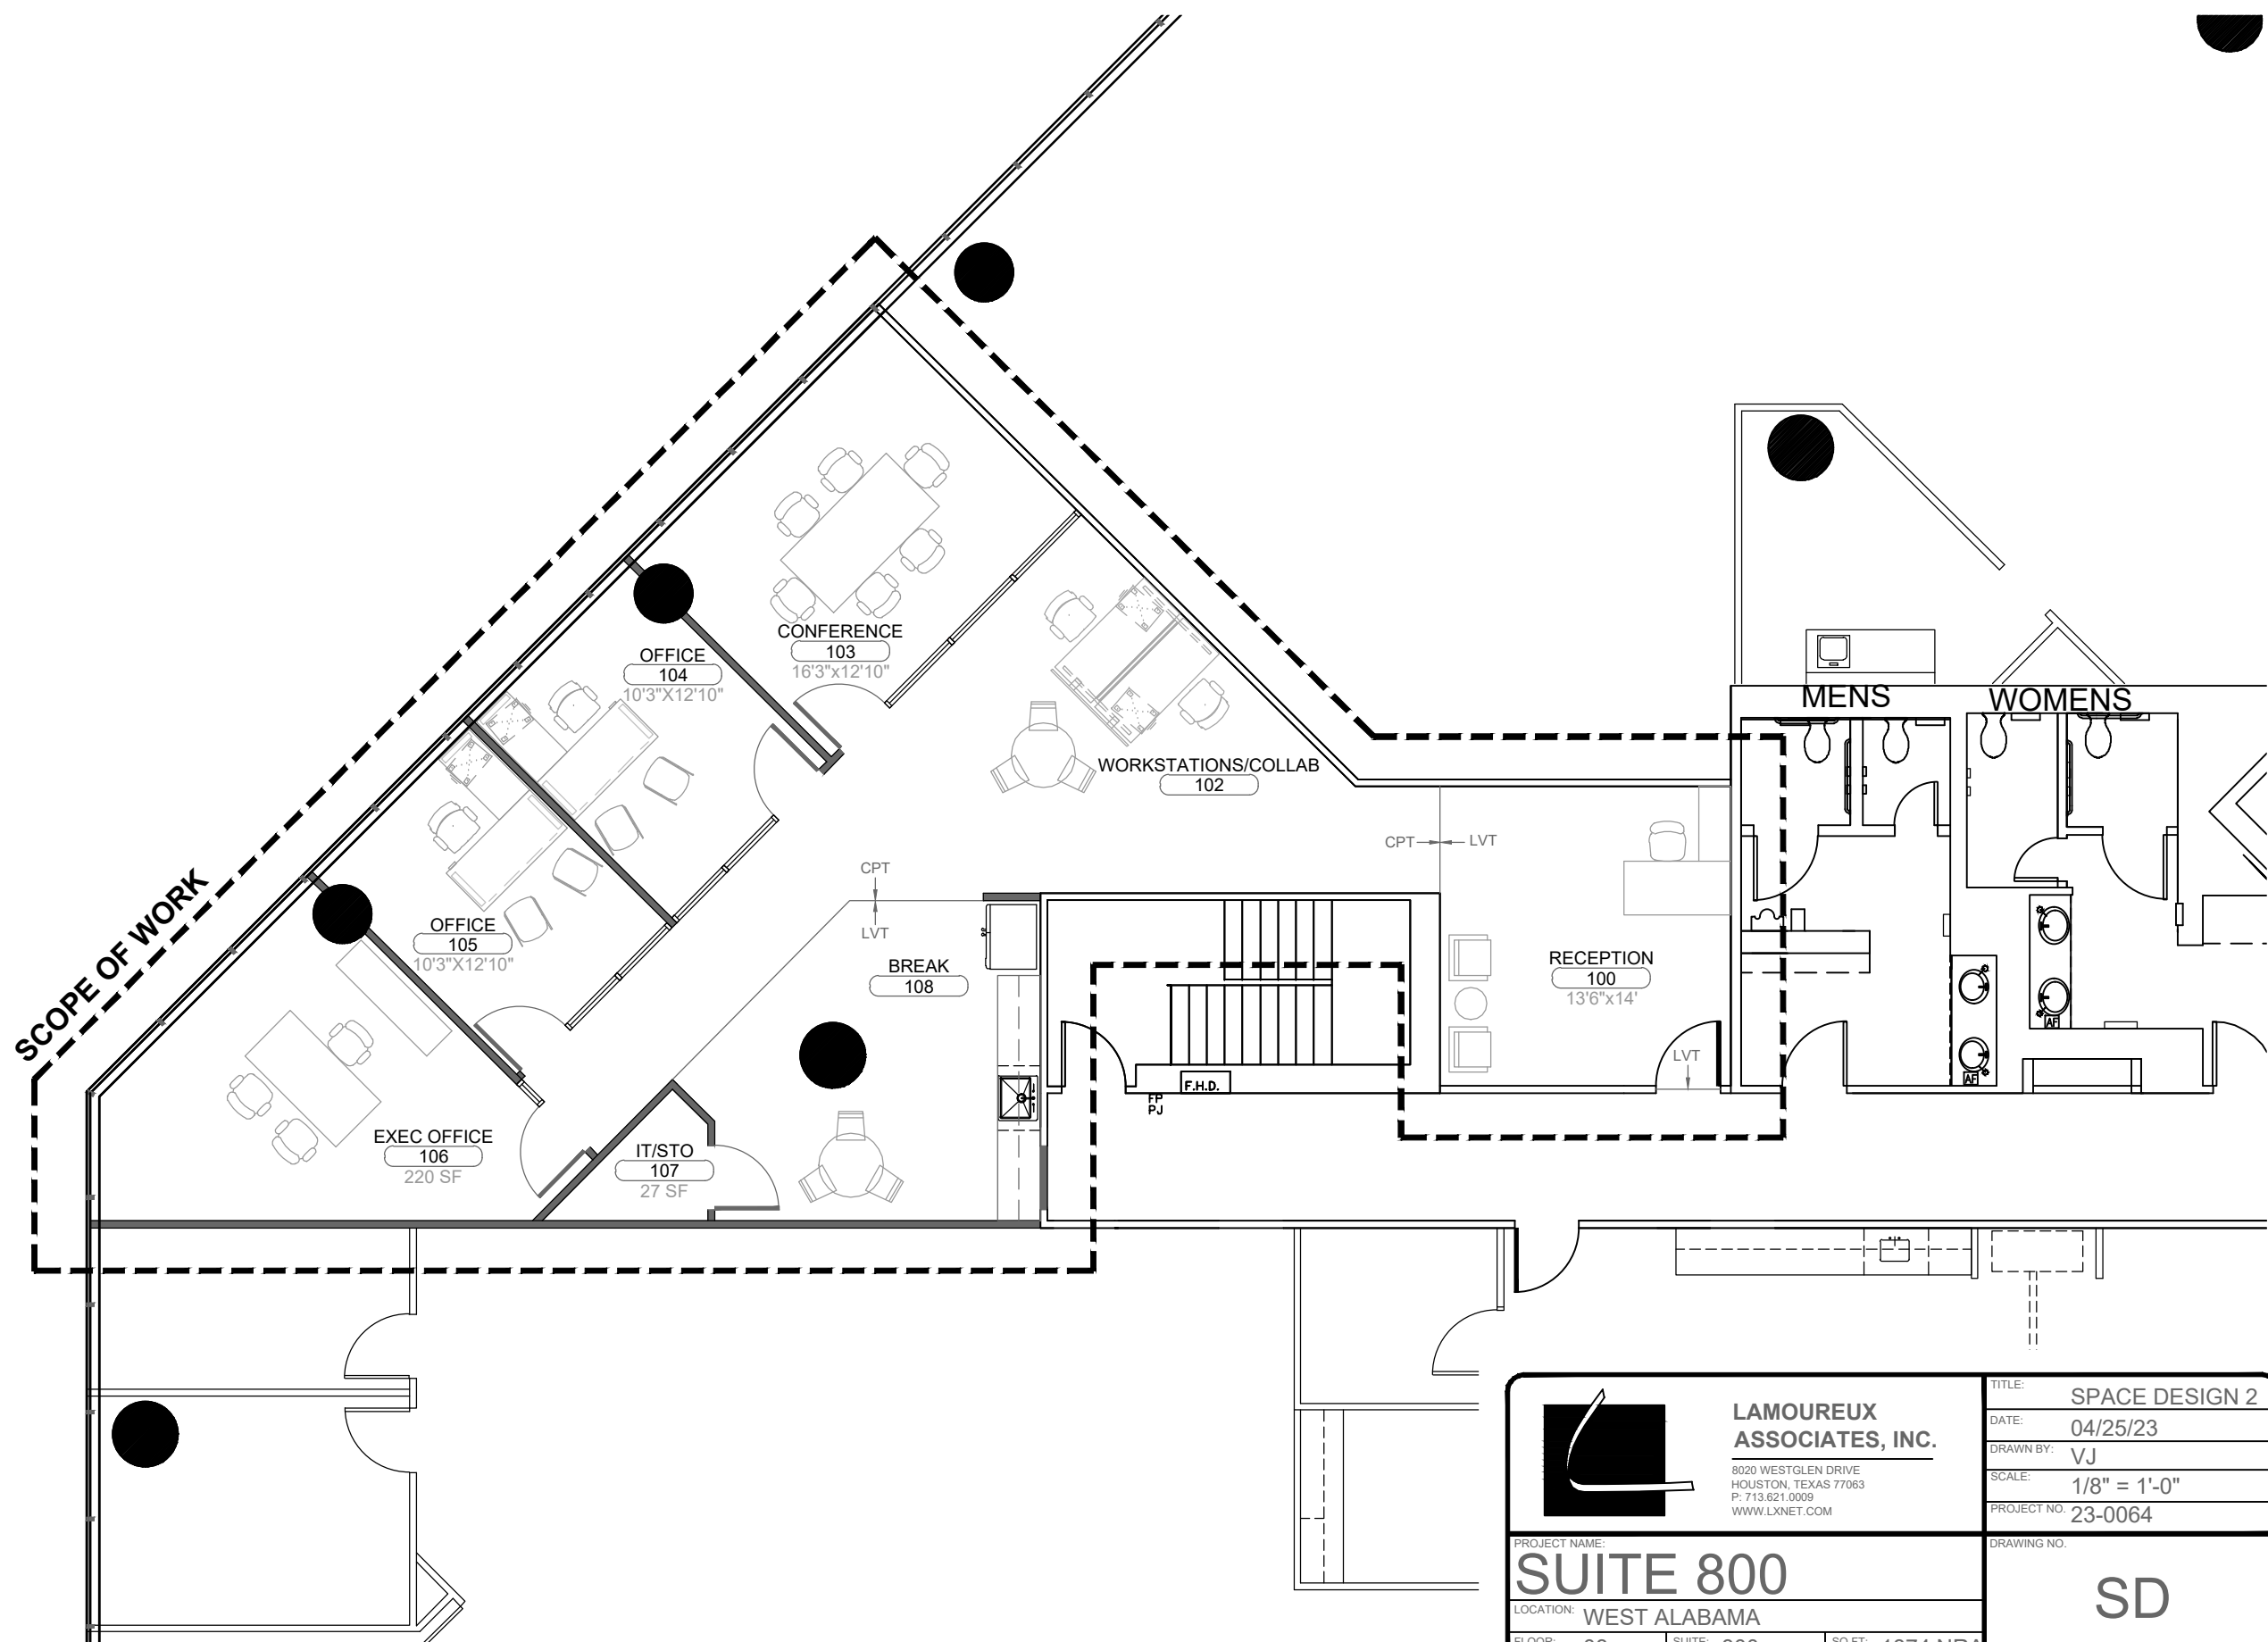 SCOPE OF WORK
CONFERENCE
103
16'3"x12'10"
OFFICE
104
10'3"X12'10"
MENS
WOMENS
WORKSTATIONS/COLLAB
102
CPT
LVT
CPT
LVT
OFFICE
105
10'3"X12'10"
BREAK
108
RECEPTION
100
13'6"x14'
AF
LVT
AF
F.H.D.
FP
PJ
EXEC OFFICE
106
220 SF
IT/STO
107
27 SF
LAMOUREUX
ASSOCIATES, INC.
8020 WESTGLEN DRIVE
HOUSTON, TEXAS 77063
P: 713.621.0009
WWW.LXNET.COM
TITLE: SPACE DESIGN 2
DATE: 04/25/23
DRAWN BY: VJ
SCALE: 1/8" = 1'-0"
PROJECT NO. 23-0064
PROJECT NAME:
SUITE 800
LOCATION: WEST ALABAMA
DRAWING NO.
SD